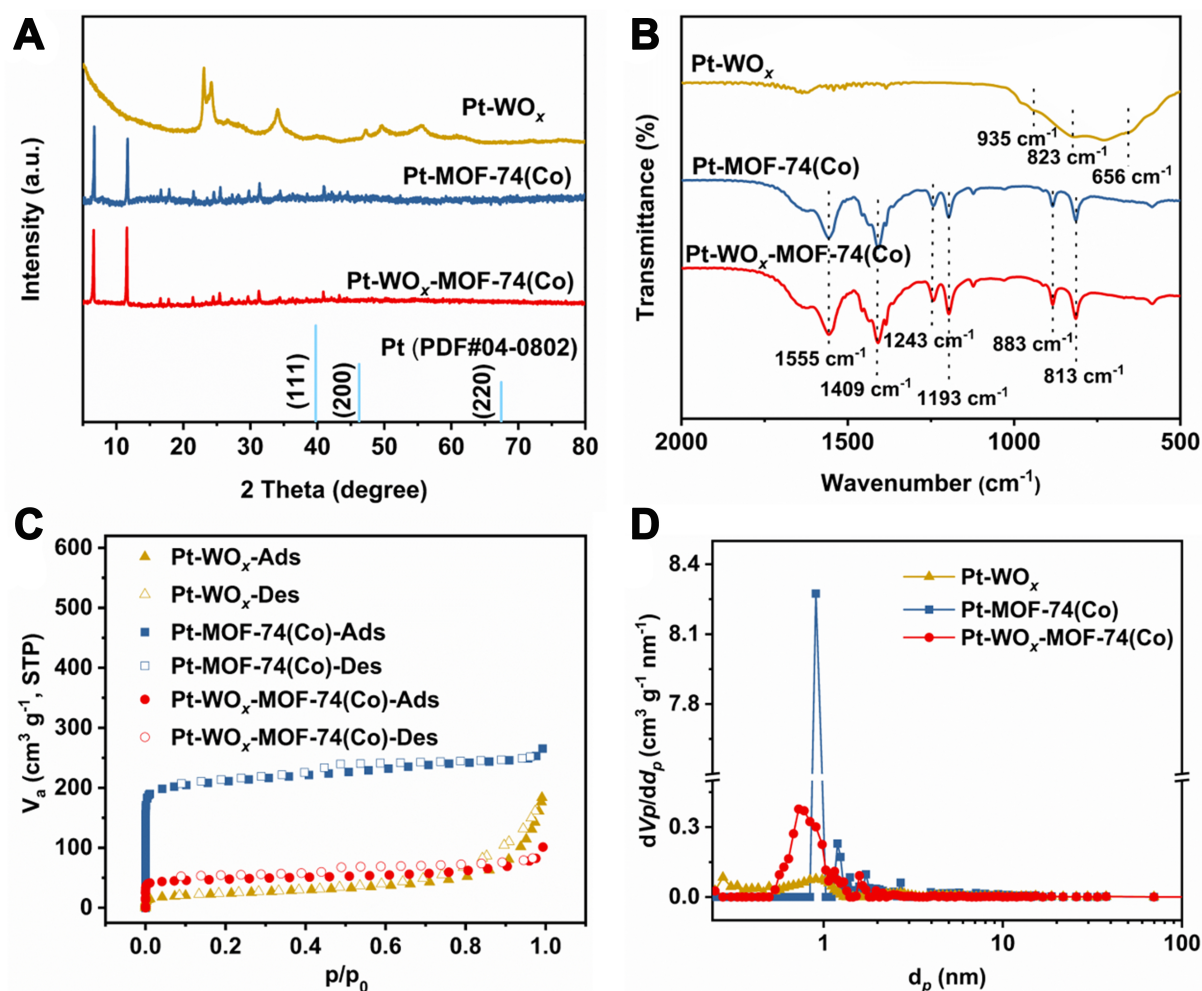 A
Pt-WOₓ
Pt-MOF-74(Co)
Pt-WOₓ-MOF-74(Co)
Pt (PDF#04-0802)
(111)
(200)
(220)
Intensity (a.u.)
10 20 30 40 50 60 70 80
2 Theta (degree)
B
Pt-WOₓ
935 cm⁻¹
823 cm⁻¹
656 cm⁻¹
Pt-MOF-74(Co)
Pt-WOₓ-MOF-74(Co)
1555 cm⁻¹
1409 cm⁻¹
1243 cm⁻¹
1193 cm⁻¹
883 cm⁻¹
813 cm⁻¹
Transmittance (%)
2000 1500 1000 500
Wavenumber (cm⁻¹)
C
Pt-WOₓ-Ads
Pt-WOₓ-Des
Pt-MOF-74(Co)-Ads
Pt-MOF-74(Co)-Des
Pt-WOₓ-MOF-74(Co)-Ads
Pt-WOₓ-MOF-74(Co)-Des
Vₐ (cm³ g⁻¹, STP)
600
500
400
300
200
100
0
0.0 0.2 0.4 0.6 0.8 1.0
p/p₀
D
Pt-WOₓ
Pt-MOF-74(Co)
Pt-WOₓ-MOF-74(Co)
dVp/ddₚ (cm³ g⁻¹ nm⁻¹)
8.4
8.1
7.8
0.3
0.0
1 10 100
dₚ (nm)